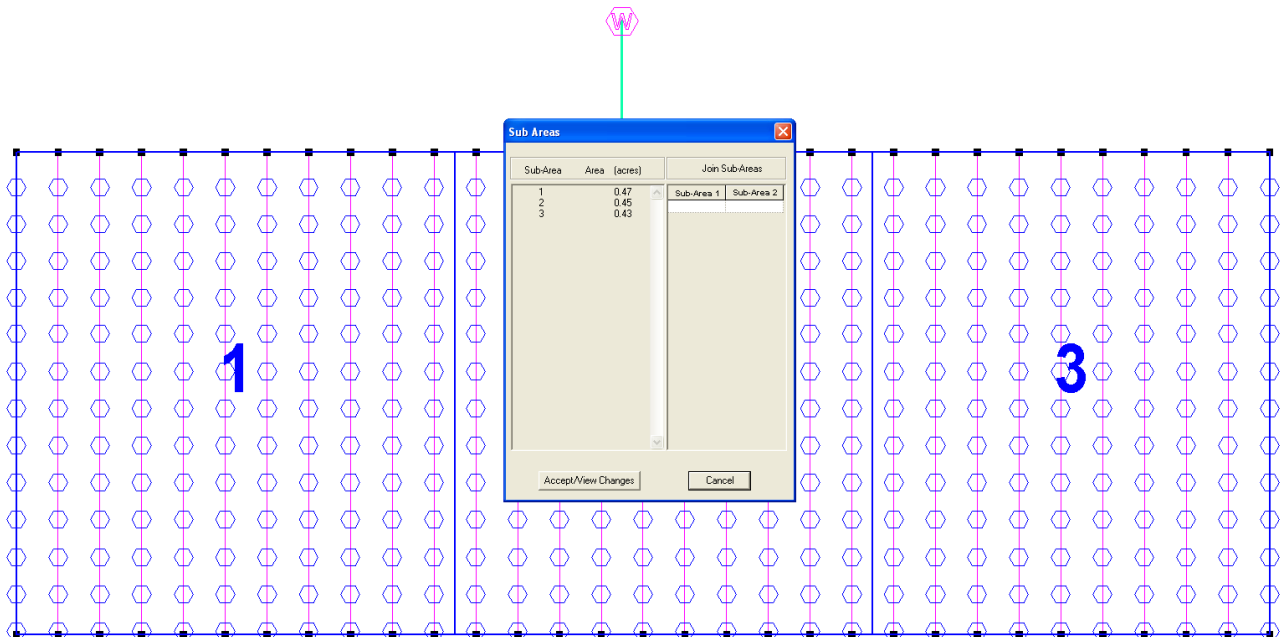 W
Sub Areas
Sub-Area Area (acres) Join Sub-Areas
1 0.47
2 0.45
3 0.43
Sub-Area 1 Sub-Area 2
1
3
Accept/View Changes Cancel